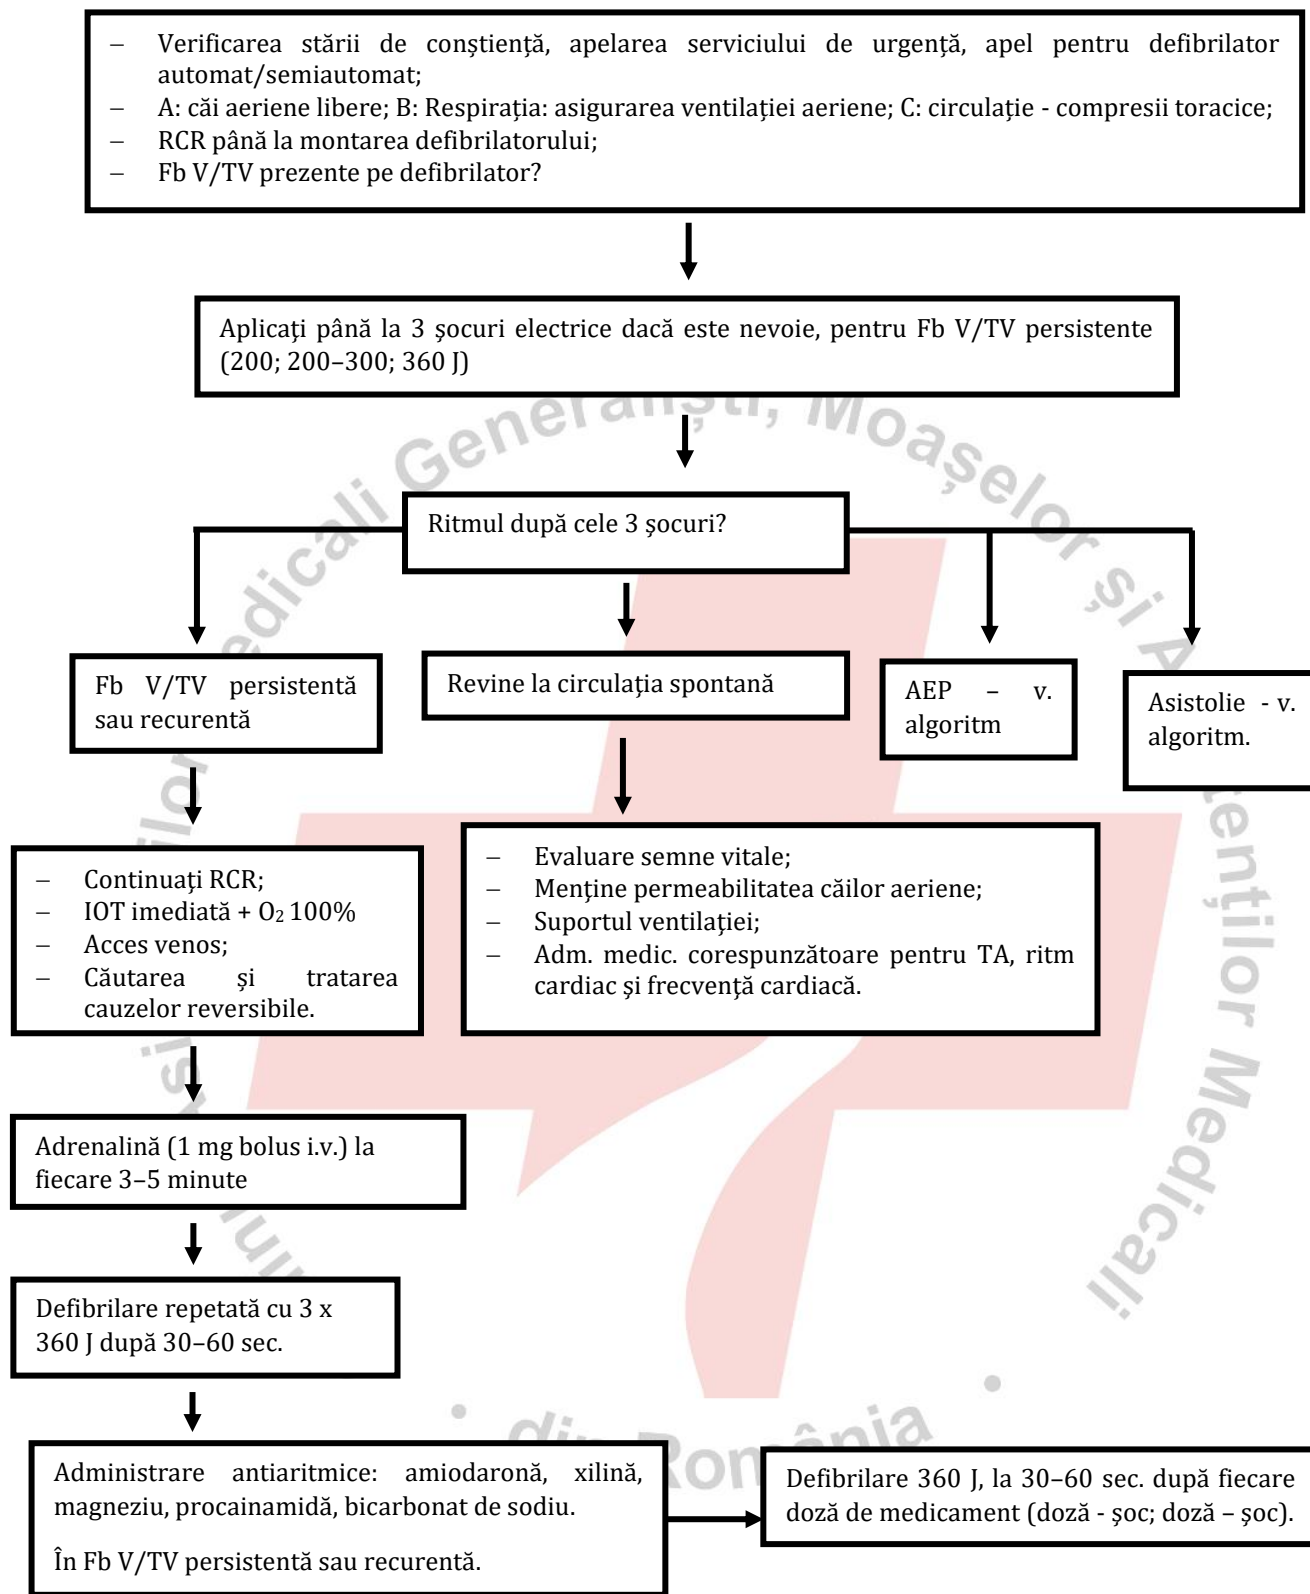 – Verificarea stării de conștiență, apelarea serviciului de urgență, apel pentru defibrilator
automat/semiautomat;
– A: căi aeriene libere; B: Respirația: asigurarea ventilației aeriene; C: circulație - compresii toracice;
– RCR până la montarea defibrilatorului;
– Fb V/TV prezente pe defibrilator?
Aplicați până la 3 șocuri electrice dacă este nevoie, pentru Fb V/TV persistente
(200; 200–300; 360 J)
Ritmul după cele 3 șocuri?
Fb V/TV persistentă
sau recurentă
Revine la circulația spontană
AEP – v.
algoritm
Asistolie - v.
algoritm.
– Continuați RCR;
– IOT imediată + O₂ 100%
– Acces venos;
– Căutarea și tratarea
cauzelor reversibile.
– Evaluare semne vitale;
– Menține permeabilitatea căilor aeriene;
– Suportul ventilației;
– Adm. medic. corespunzătoare pentru TA, ritm
cardiac și frecvență cardiacă.
Adrenalină (1 mg bolus i.v.) la
fiecare 3–5 minute
Defibrilare repetată cu 3 x
360 J după 30–60 sec.
Administrare antiaritmice: amiodaronă, xilină,
magneziu, procainamidă, bicarbonat de sodiu.
În Fb V/TV persistentă sau recurentă.
Defibrilare 360 J, la 30–60 sec. după fiecare
doză de medicament (doză - șoc; doză – șoc).
Generaliști, Moașelor și
Medicali
din România